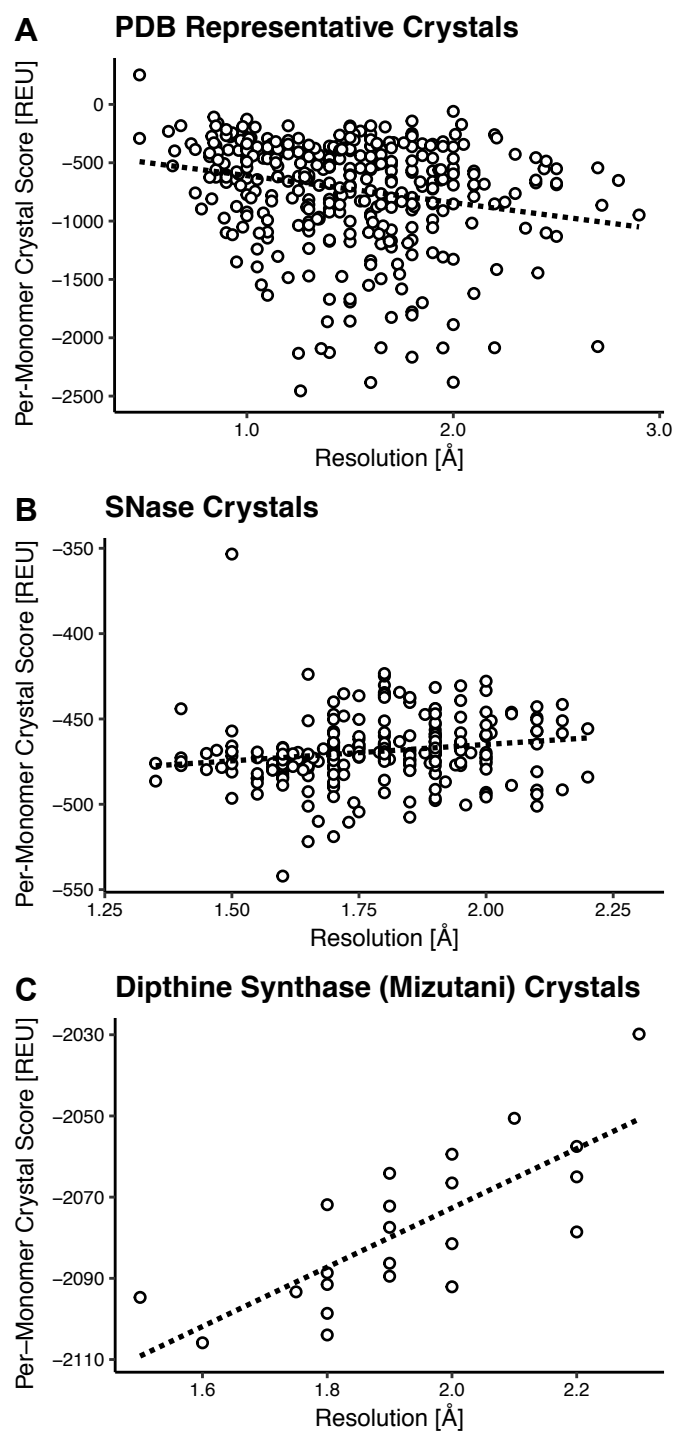 A PDB Representative Crystals
Per-Monomer Crystal Score [REU]
0
−500
−1000
−1500
−2000
−2500
1.0 2.0 3.0
Resolution [Å]
B SNase Crystals
Per-Monomer Crystal Score [REU]
−350
−400
−450
−500
−550
1.25 1.50 1.75 2.00 2.25
Resolution [Å]
C Dipthine Synthase (Mizutani) Crystals
Per−Monomer Crystal Score [REU]
−2030
−2050
−2070
−2090
−2110
1.6 1.8 2.0 2.2
Resolution [Å]